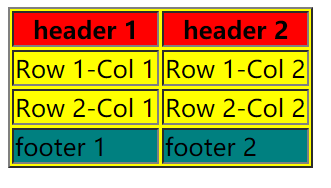 header 1 header 2
Row 1-Col 1 Row 1-Col 2
Row 2-Col 1 Row 2-Col 2
footer 1 footer 2